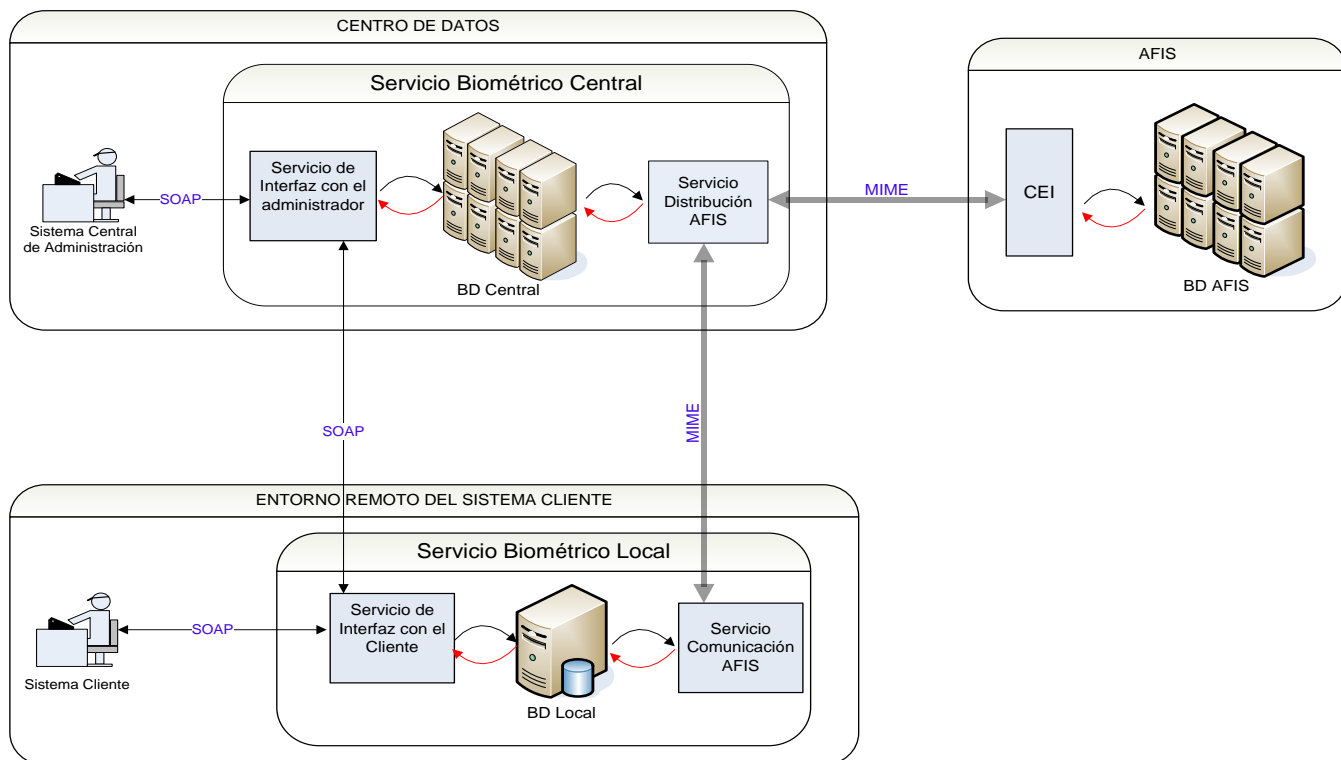 CENTRO DE DATOS
AFIS
Servicio Biométrico Central
Servicio de
Interfaz con el
administrador
Servicio
Distribución
AFIS
MIME
CEI
SOAP
Sistema Central
de Administración
BD Central
BD AFIS
SOAP
MIME
ENTORNO REMOTO DEL SISTEMA CLIENTE
Servicio Biométrico Local
Servicio de
Interfaz con el
Cliente
Servicio
Comunicación
AFIS
SOAP
Sistema Cliente
BD Local